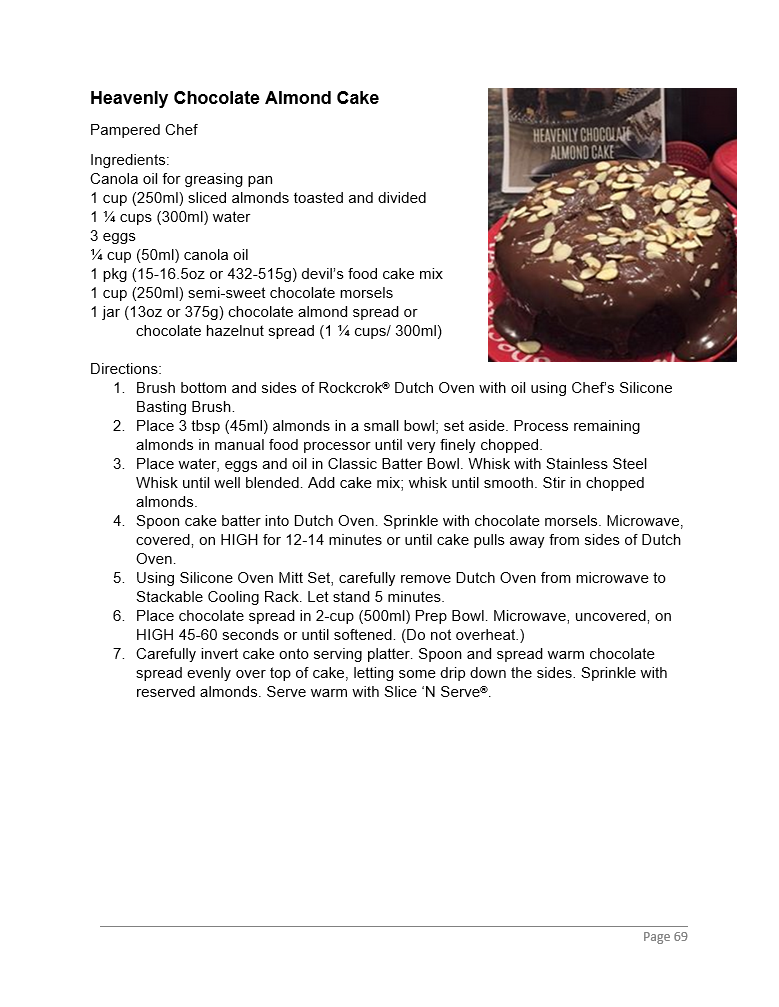 Heavenly Chocolate Almond Cake
Pampered Chef
Ingredients:
Canola oil for greasing pan
1 cup (250ml) sliced almonds toasted and divided
1 ¼ cups (300ml) water
3 eggs
¼ cup (50ml) canola oil
1 pkg (15-16.5oz or 432-515g) devil’s food cake mix
1 cup (250ml) semi-sweet chocolate morsels
1 jar (13oz or 375g) chocolate almond spread or
chocolate hazelnut spread (1 ¼ cups/ 300ml)
HEAVENLY CHOCOLATE
ALMOND CAKE
Directions:
1. Brush bottom and sides of Rockcrok® Dutch Oven with oil using Chef’s Silicone
Basting Brush.
2. Place 3 tbsp (45ml) almonds in a small bowl; set aside. Process remaining
almonds in manual food processor until very finely chopped.
3. Place water, eggs and oil in Classic Batter Bowl. Whisk with Stainless Steel
Whisk until well blended. Add cake mix; whisk until smooth. Stir in chopped
almonds.
4. Spoon cake batter into Dutch Oven. Sprinkle with chocolate morsels. Microwave,
covered, on HIGH for 12-14 minutes or until cake pulls away from sides of Dutch
Oven.
5. Using Silicone Oven Mitt Set, carefully remove Dutch Oven from microwave to
Stackable Cooling Rack. Let stand 5 minutes.
6. Place chocolate spread in 2-cup (500ml) Prep Bowl. Microwave, uncovered, on
HIGH 45-60 seconds or until softened. (Do not overheat.)
7. Carefully invert cake onto serving platter. Spoon and spread warm chocolate
spread evenly over top of cake, letting some drip down the sides. Sprinkle with
reserved almonds. Serve warm with Slice ‘N Serve®.
Page 69